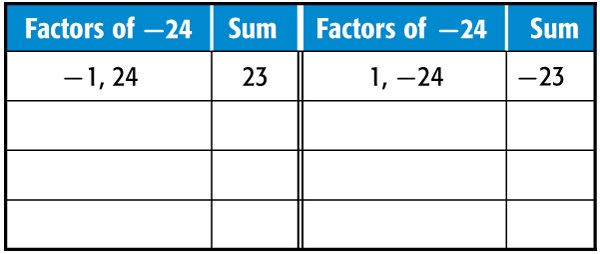 Factors of −24 Sum Factors of −24 Sum
−1, 24 23 1, −24 −23